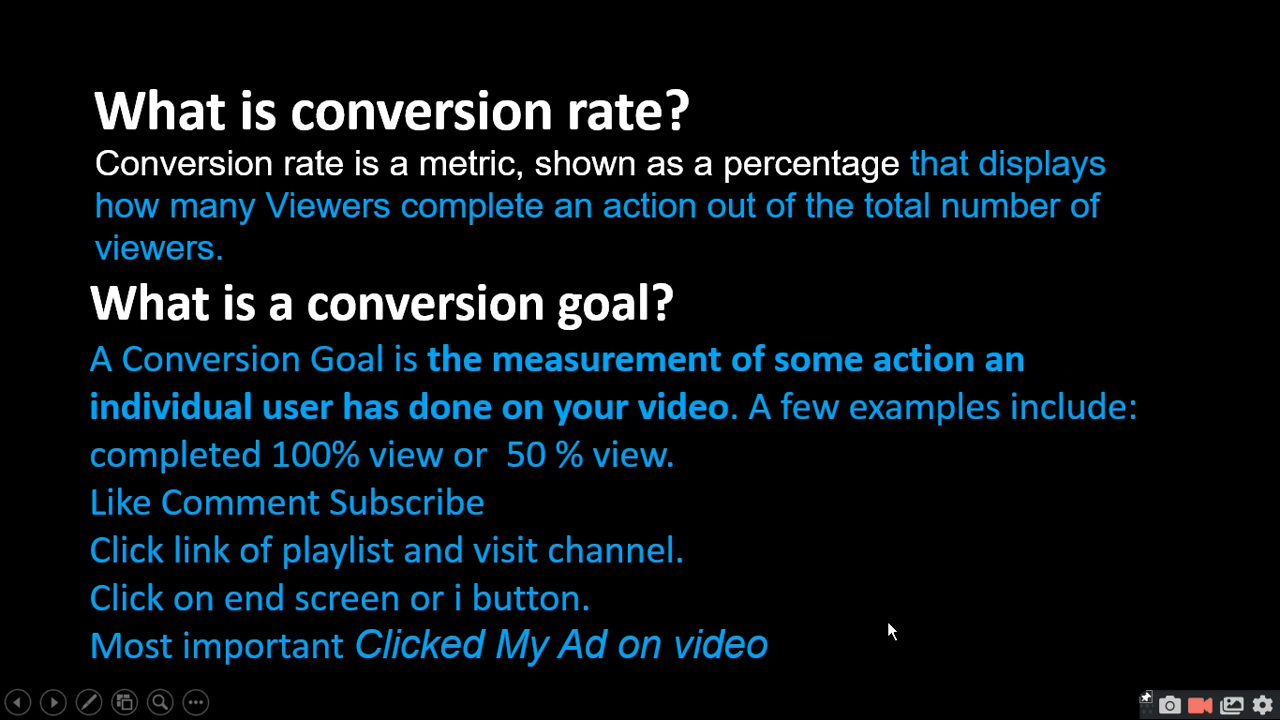 What is conversion rate?
Conversion rate is a metric, shown as a percentage that displays
how many Viewers complete an action out of the total number of
viewers.
What is a conversion goal?
A Conversion Goal is the measurement of some action an
individual user has done on your video. A few examples include:
completed 100% view or  50 % view.
Like Comment Subscribe
Click link of playlist and visit channel.
Click on end screen or i button.
Most important Clicked My Ad on video